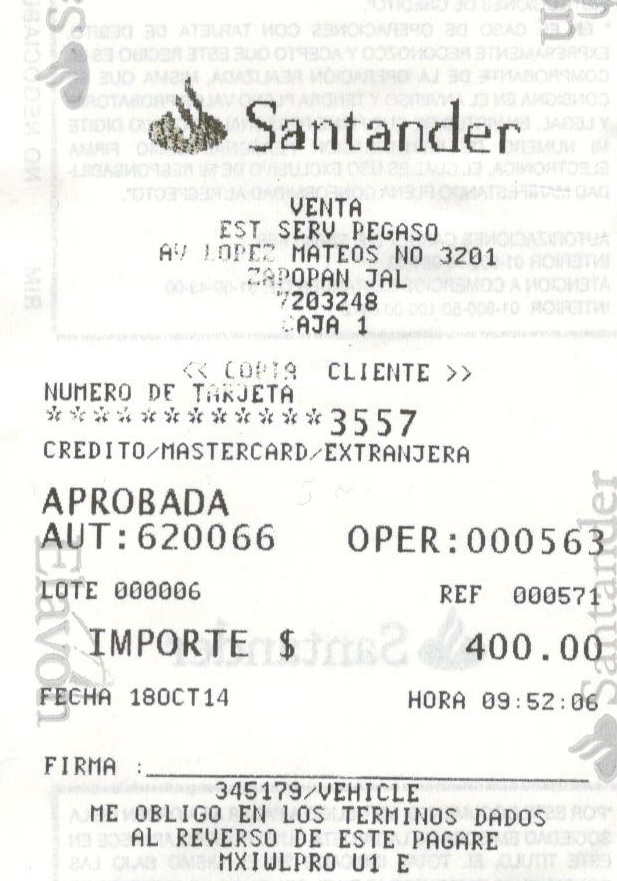 Santander
VENTA
EST SERV PEGASO
AV LOPEZ MATEOS NO 3201
ZAPOPAN JAL
7203248
CAJA 1
<< COPIA CLIENTE >>
NUMERO DE TARJETA
************3557
CREDITO/MASTERCARD/EXTRANJERA
APROBADA
AUT:620066 OPER:000563
LOTE 000006 REF 000571
IMPORTE $ 400.00
FECHA 18OCT14 HORA 09:52:06
FIRMA :
345179/VEHICLE
ME OBLIGO EN LOS TERMINOS DADOS
AL REVERSO DE ESTE PAGARE
MXIWLPRO U1 E
Elavon
Santander